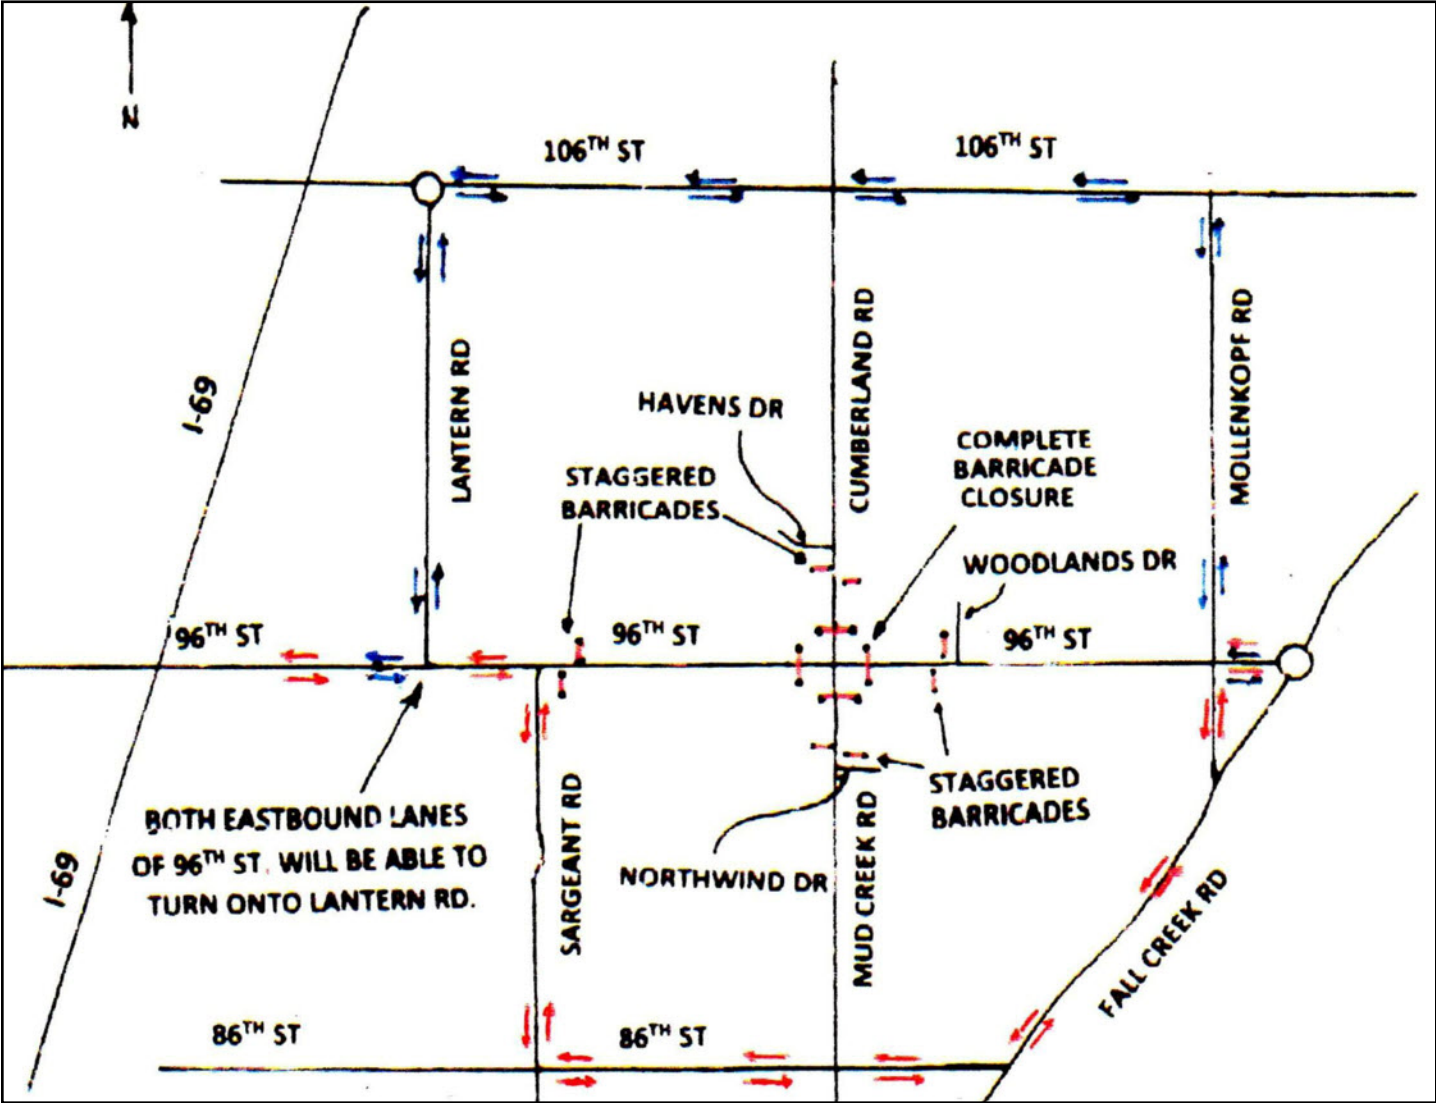 N
106TH ST
106TH ST
I-69
LANTERN RD
CUMBERLAND RD
MOLLENKOPF RD
HAVENS DR
STAGGERED
BARRICADES
COMPLETE
BARRICADE
CLOSURE
WOODLANDS DR
96TH ST
96TH ST
96TH ST
BOTH EASTBOUND LANES
OF 96TH ST. WILL BE ABLE TO
TURN ONTO LANTERN RD.
I-69
SARGEANT RD
NORTHWIND DR
MUD CREEK RD
STAGGERED
BARRICADES
FALL CREEK RD
86TH ST
86TH ST